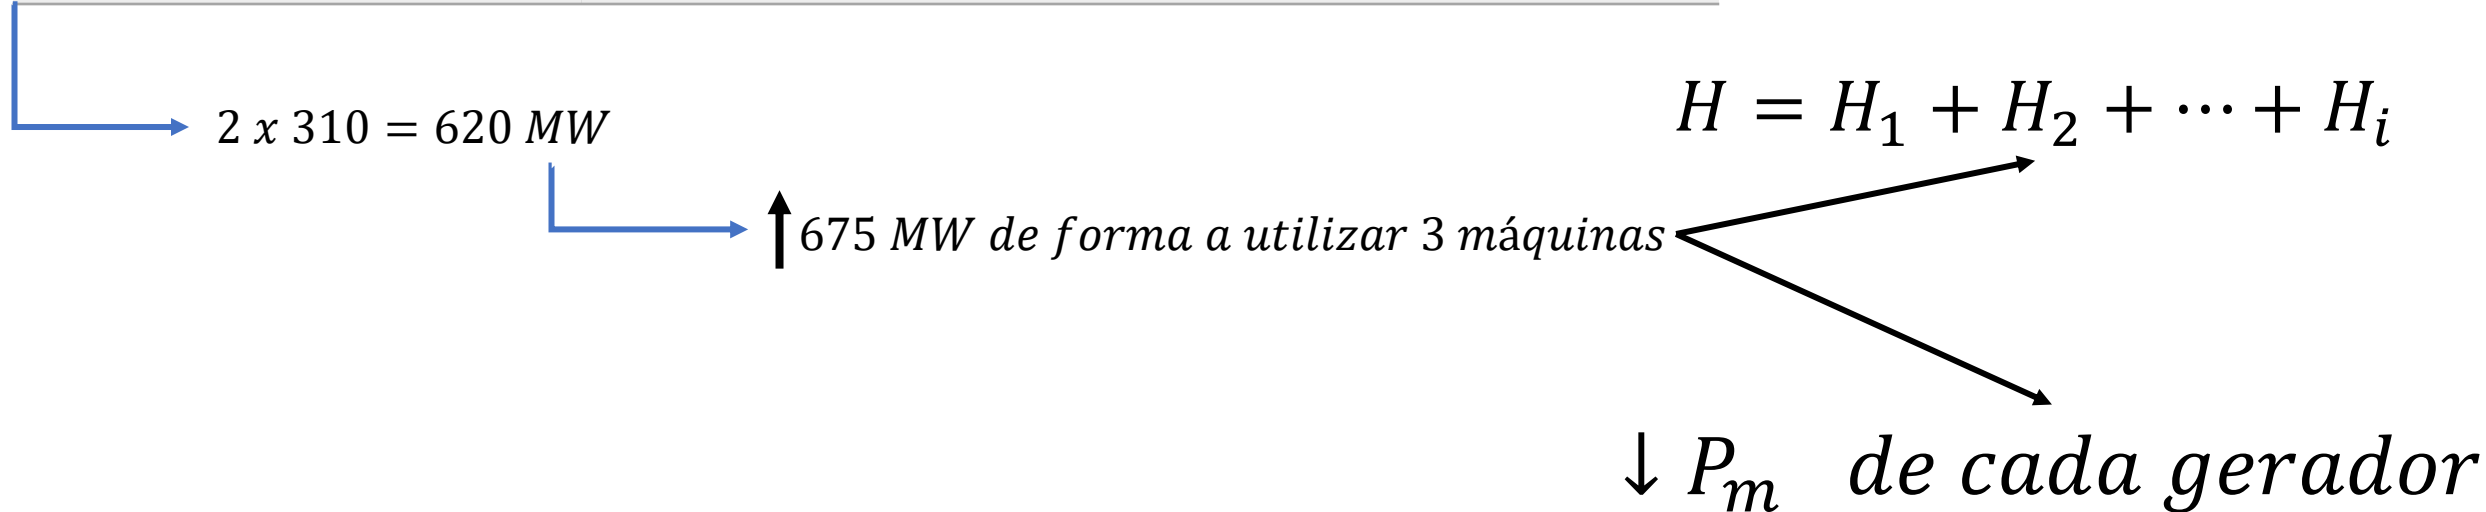 H = H₁ + H₂ + ⋯ + Hᵢ
2 x 310 = 620 MW
↑675 MW de forma a utilizar 3 máquinas
↓ Pₘ de cada gerador